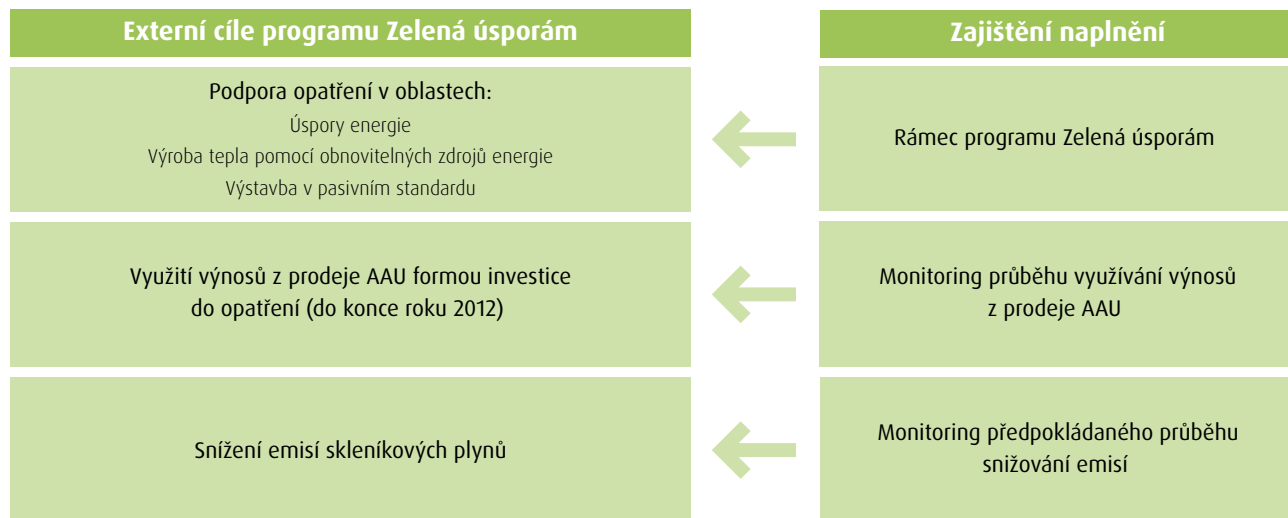 Externí cíle programu Zelená úsporám
Zajištění naplnění
Podpora opatření v oblastech:
Úspory energie
Výroba tepla pomocí obnovitelných zdrojů energie
Výstavba v pasivním standardu
Rámec programu Zelená úsporám
Využití výnosů z prodeje AAU formou investice
do opatření (do konce roku 2012)
Monitoring průběhu využívání výnosů
z prodeje AAU
Snížení emisí skleníkových plynů
Monitoring předpokládaného průběhu
snižování emisí